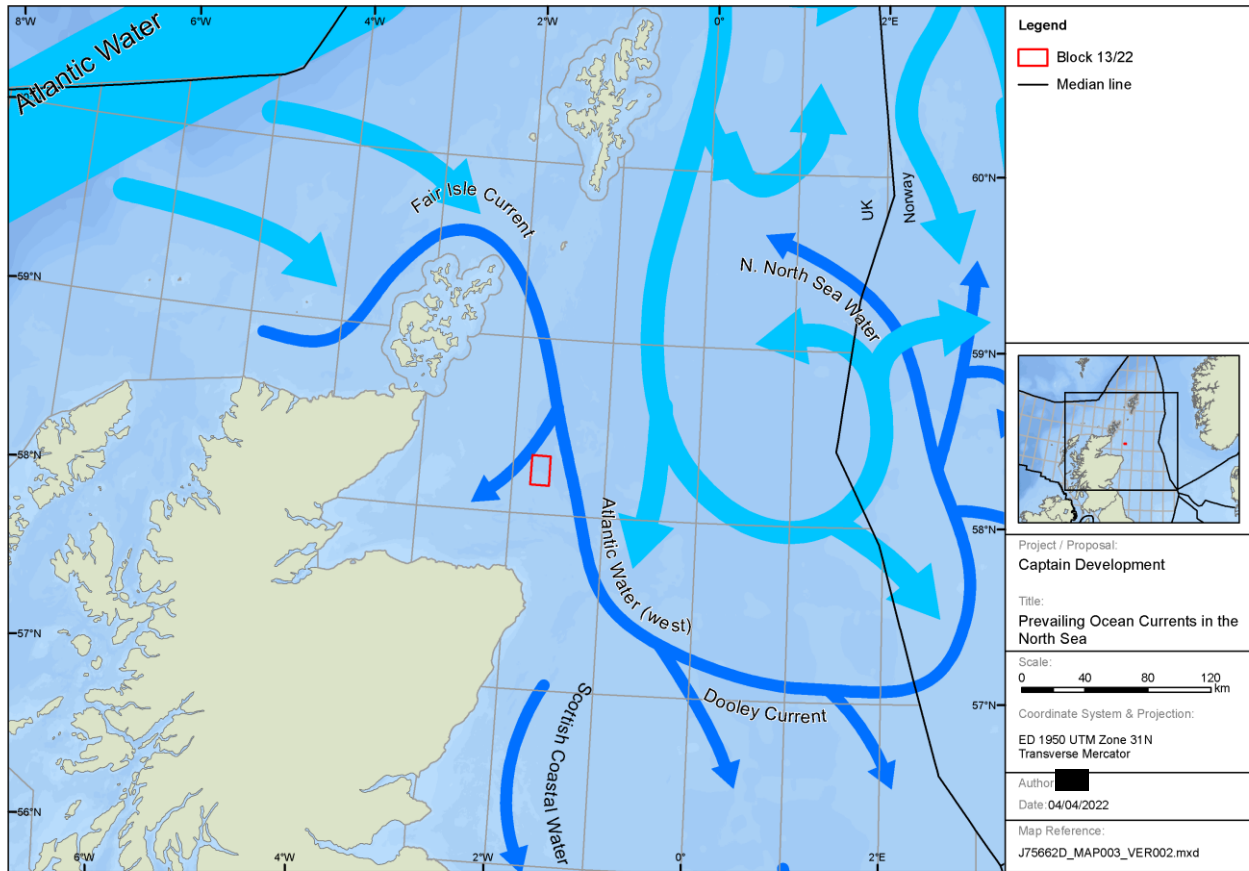 8°W
6°W
4°W
2°W
0°
2°E
Atlantic Water
60°N
Fair Isle Current
UK
Norway
59°N
N. North Sea Water
59°N
58°N
Atlantic Water (west)
58°N
57°N
Scottish Coastal Water
Dooley Current
57°N
56°N
6°W
4°W
2°W
0°
2°E
Legend
Block 13/22
Median line
Project / Proposal:
Captain Development
Title:
Prevailing Ocean Currents in the
North Sea
Scale:
0 40 80 120
km
Coordinate System & Projection:
ED 1950 UTM Zone 31N
Transverse Mercator
Author
Date: 04/04/2022
Map Reference:
J75662D_MAP003_VER002.mxd